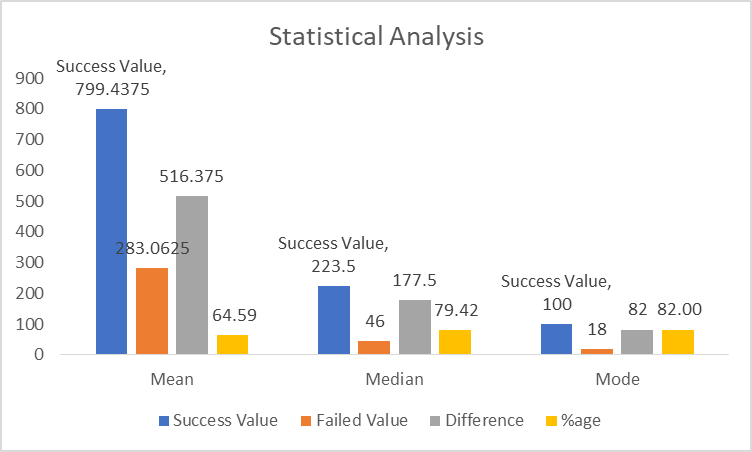 Statistical Analysis
Success Value,
799.4375
283.0625
516.375
64.59
Success Value,
223.5
46
177.5
79.42
Success Value,
100
18
82
82.00
900
800
700
600
500
400
300
200
100
0
Mean
Median
Mode
Success Value
Failed Value
Difference
%age